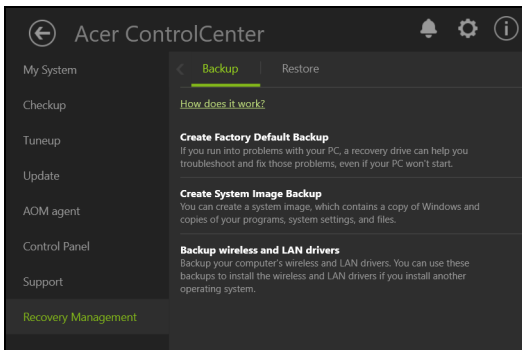 Acer ControlCenter
My System
Checkup
Tuneup
Update
AOM agent
Control Panel
Support
Recovery Management
Backup
Restore
How does it work?
Create Factory Default Backup
If you run into problems with your PC, a recovery drive can help you
troubleshoot and fix those problems, even if your PC won't start.
Create System Image Backup
You can create a system image, which contains a copy of Windows and
copies of your programs, system settings, and files.
Backup wireless and LAN drivers
Backup your computer's wireless and LAN drivers. You can use these
backups to install the wireless and LAN drivers if you install another
operating system.